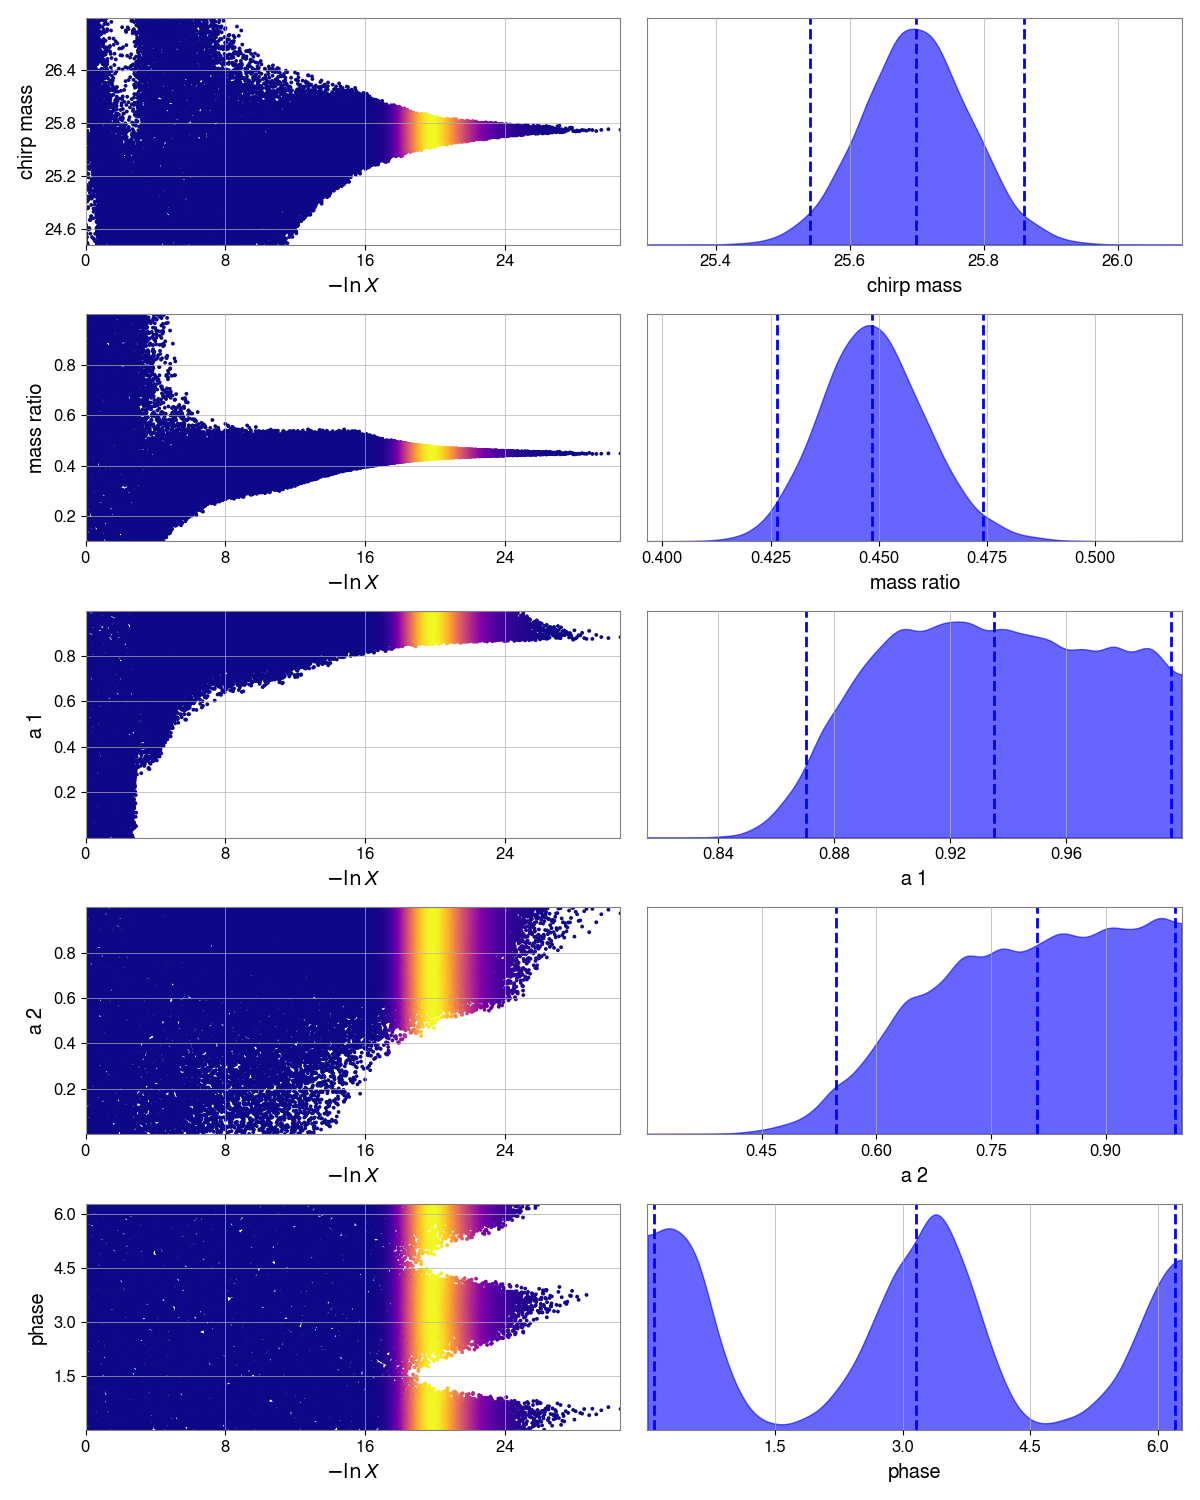 chirp mass
26.4
25.8
25.2
24.6
0 8 16 24
−ln X
25.4 25.6 25.8 26.0
chirp mass
mass ratio
0.8
0.6
0.4
0.2
0 8 16 24
−ln X
0.400 0.425 0.450 0.475 0.500
mass ratio
a 1
0.8
0.6
0.4
0.2
0 8 16 24
−ln X
0.84 0.88 0.92 0.96
a 1
a 2
0.8
0.6
0.4
0.2
0 8 16 24
−ln X
0.45 0.60 0.75 0.90
a 2
phase
6.0
4.5
3.0
1.5
0 8 16 24
−ln X
1.5 3.0 4.5 6.0
phase